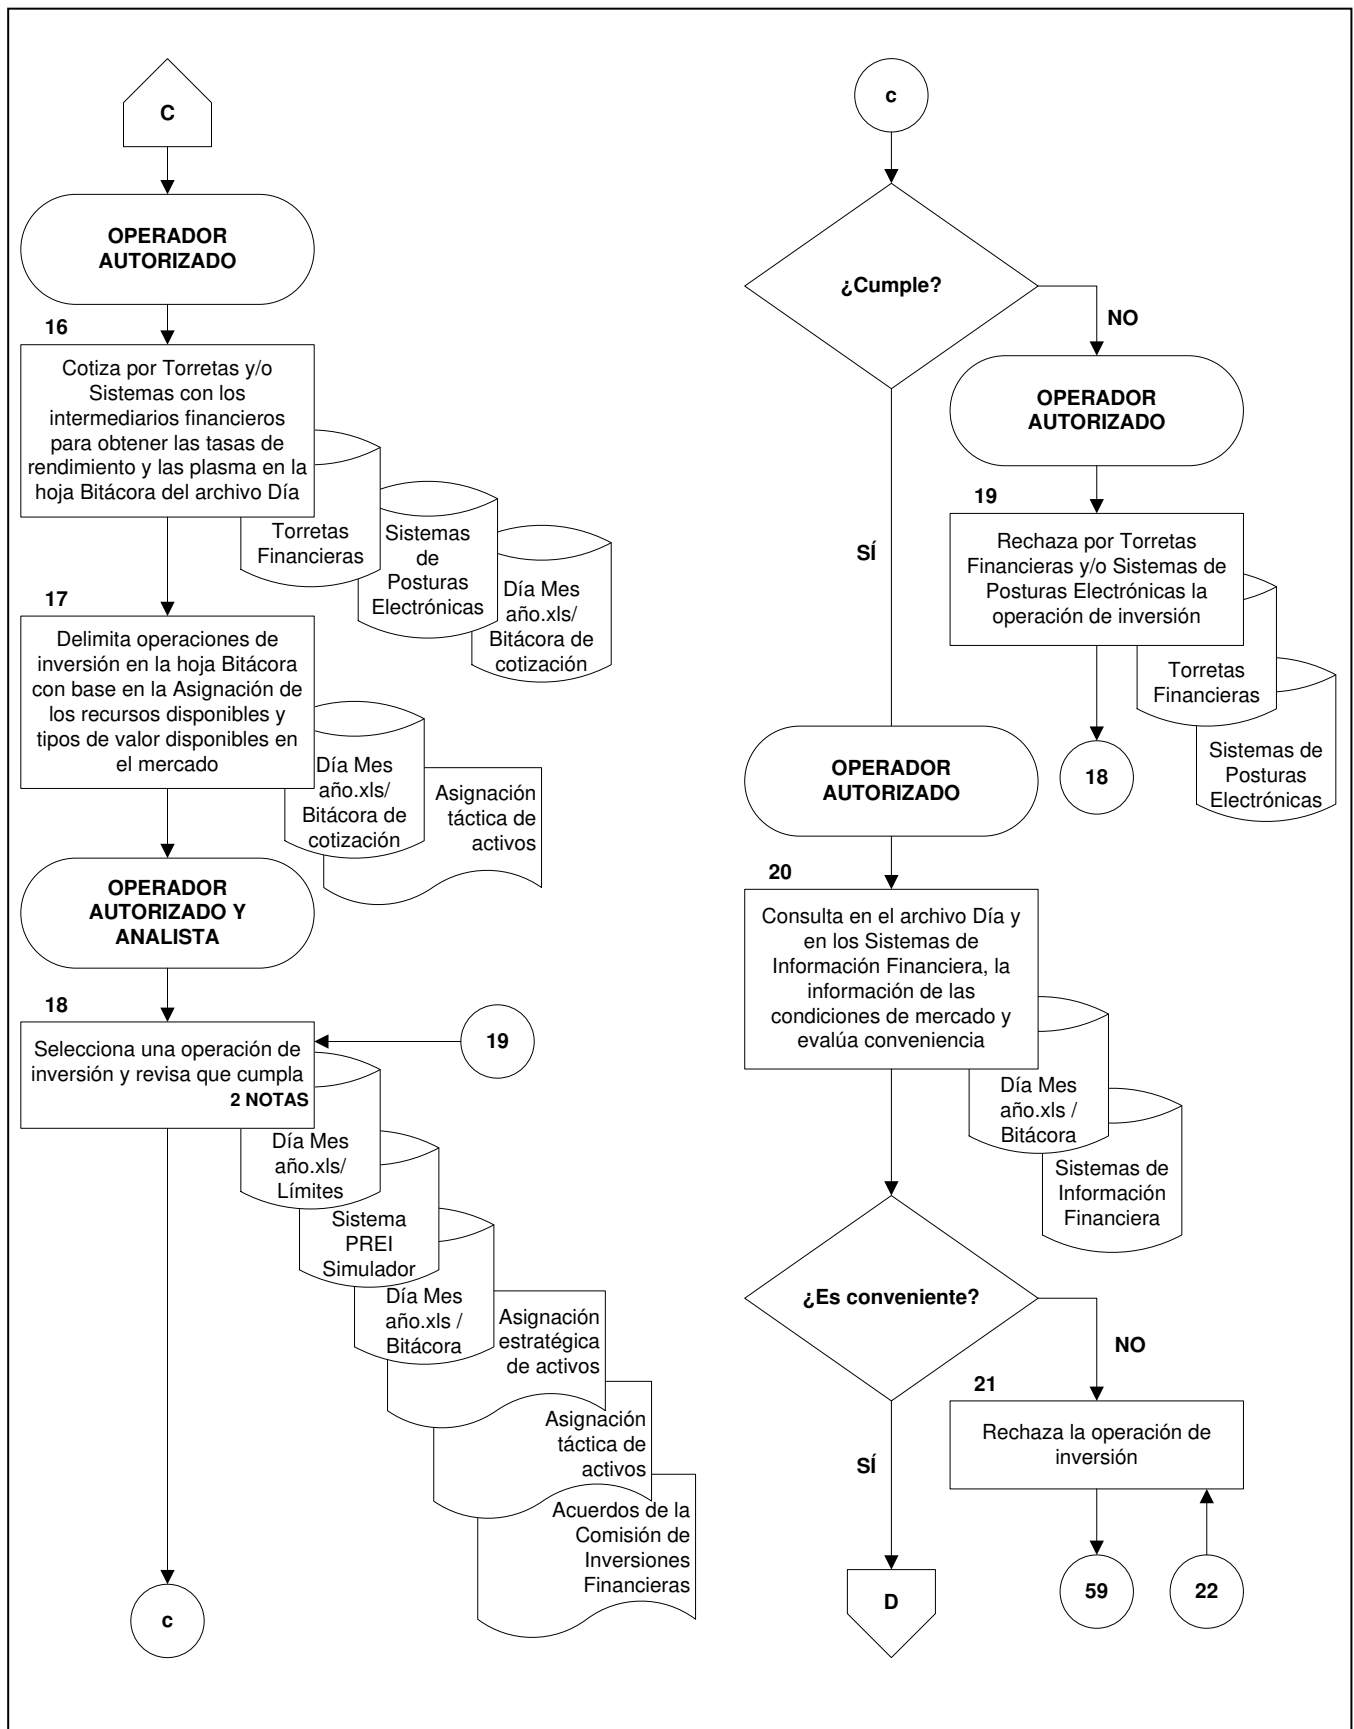 C
OPERADOR
AUTORIZADO
16
Cotiza por Torretas y/o
Sistemas con los
intermediarios financieros
para obtener las tasas de
rendimiento y las plasma en la
hoja Bitácora del archivo Día
Torretas
Financieras
Sistemas
de
Posturas
Electrónicas
Día Mes
año.xls/
Bitácora de
cotización
17
Delimita operaciones de
inversión en la hoja Bitácora
con base en la Asignación de
los recursos disponibles y
tipos de valor disponibles en
el mercado
Día Mes
año.xls/
Bitácora de
cotización
Asignación
táctica de
activos
OPERADOR
AUTORIZADO Y
ANALISTA
18
Selecciona una operación de
inversión y revisa que cumpla
2 NOTAS
19
Día Mes
año.xls/
Límites
Sistema
PREI
Simulador
Día Mes
año.xls /
Bitácora
Asignación
estratégica
de activos
Asignación
táctica de
activos
Acuerdos de la
Comisión de
Inversiones
Financieras
c
c
¿Cumple?
NO
OPERADOR
AUTORIZADO
19
Rechaza por Torretas
Financieras y/o Sistemas de
Posturas Electrónicas la
operación de inversión
Torretas
Financieras
Sistemas de
Posturas
Electrónicas
18
SÍ
OPERADOR
AUTORIZADO
20
Consulta en el archivo Día y
en los Sistemas de
Información Financiera, la
información de las
condiciones de mercado y
evalúa conveniencia
Día Mes
año.xls /
Bitácora
Sistemas de
Información
Financiera
¿Es conveniente?
NO
21
Rechaza la operación de
inversión
SÍ
59
22
D